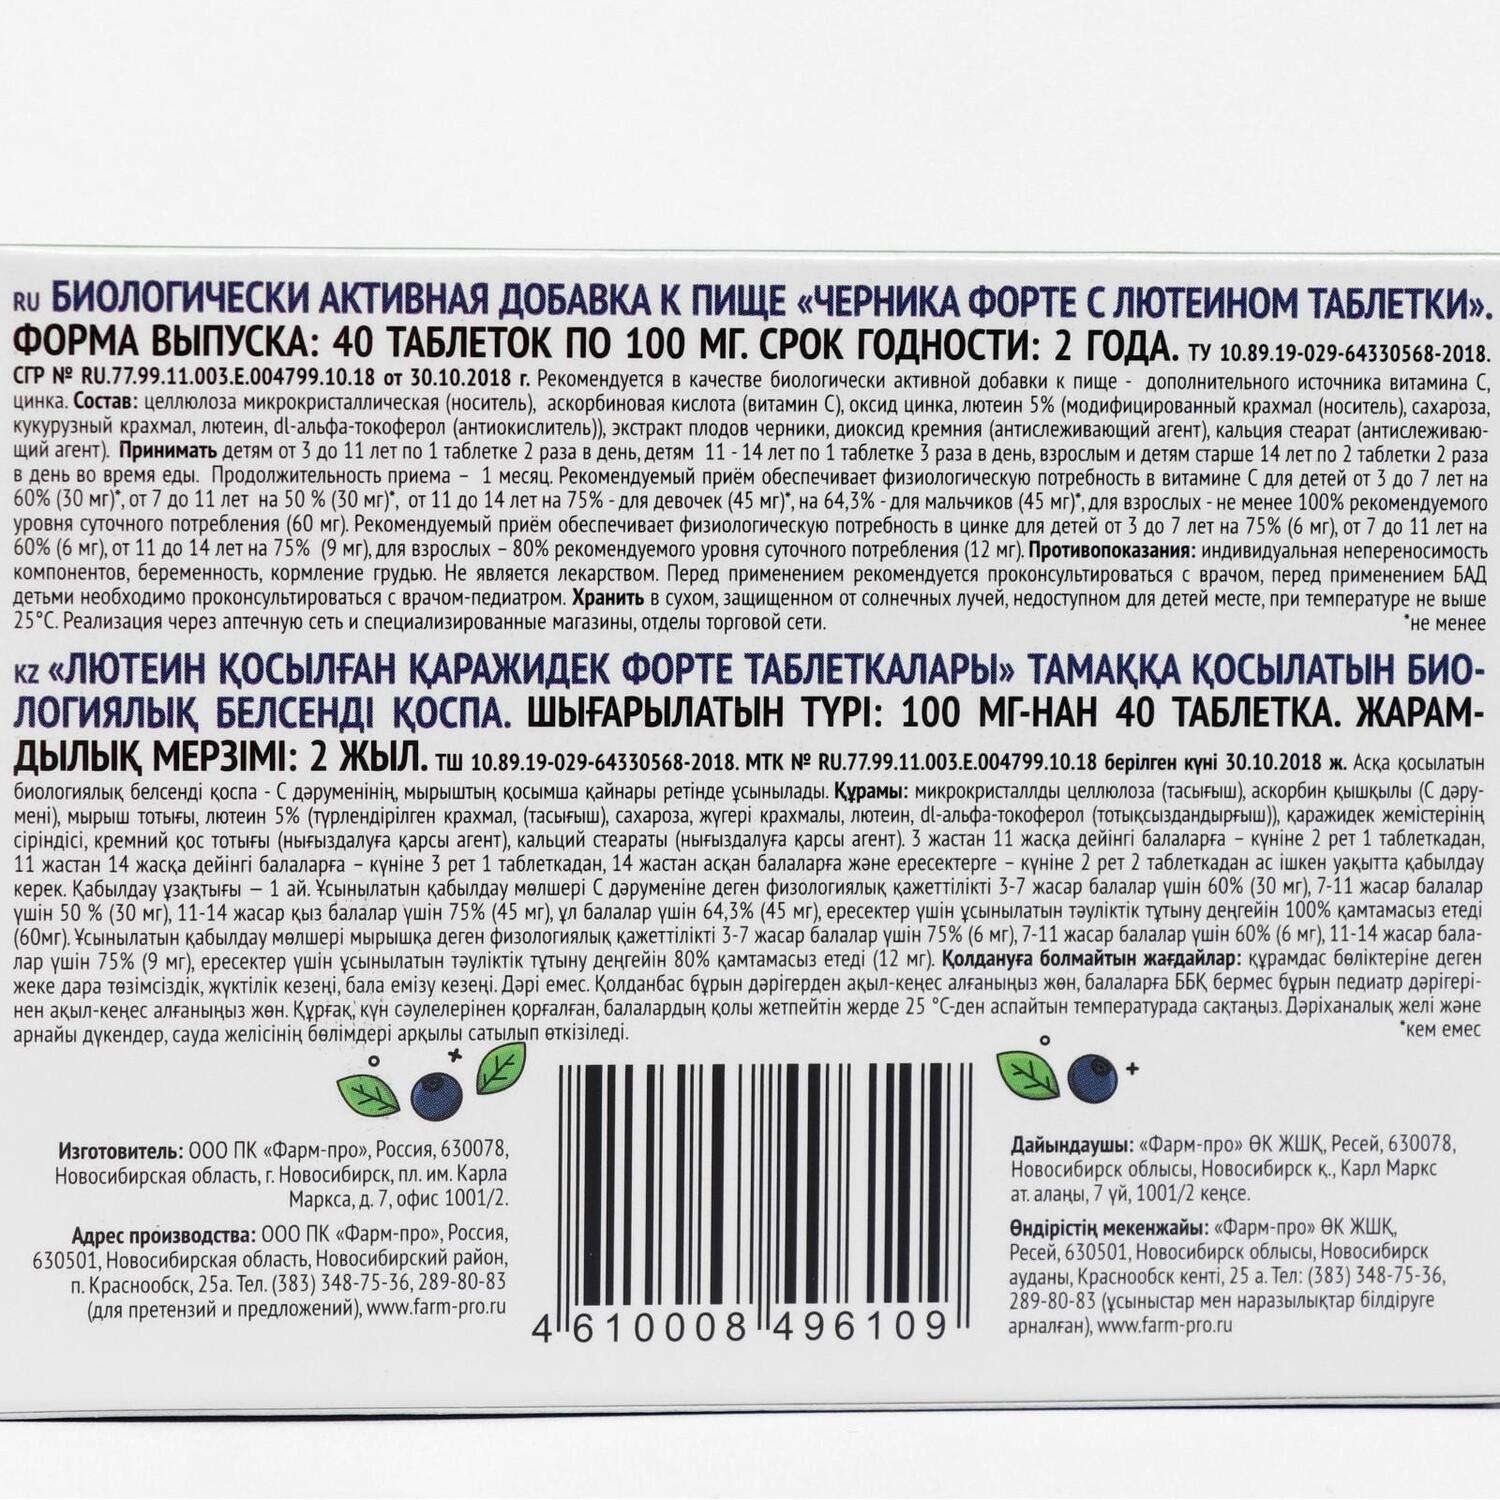 RU БИОЛОГИЧЕСКИ АКТИВНАЯ ДОБАВКА К ПИЩЕ «ЧЕРНИКА ФОРТЕ С ЛЮТЕИНОМ ТАБЛЕТКИ».
ФОРМА ВЫПУСКА: 40 ТАБЛЕТОК ПО 100 МГ. СРОК ГОДНОСТИ: 2 ГОДА. ТУ 10.89.19-029-64330568-2018.
СГР № RU.77.99.11.003.E.004799.10.18 от 30.10.2018 г. Рекомендуется в качестве биологически активной добавки к пище - дополнительного источника витамина С,
цинка. Состав: целлюлоза микрокристаллическая (носитель), аскорбиновая кислота (витамин С), оксид цинка, лютеин 5% (модифицированный крахмал (носитель), сахароза,
кукурузный крахмал, лютеин, dl-альфа-токоферол (антиокислитель)), экстракт плодов черники, диоксид кремния (антислеживающий агент), кальция стеарат (антислеживаю-
щий агент). Принимать детям от 3 до 11 лет по 1 таблетке 2 раза в день, детям 11 - 14 лет по 1 таблетке 3 раза в день, взрослым и детям старше 14 лет по 2 таблетки 2 раза
в день во время еды. Продолжительность приема – 1 месяц. Рекомендуемый приём обеспечивает физиологическую потребность в витамине С для детей от 3 до 7 лет на
60% (30 мг)*, от 7 до 11 лет на 50 % (30 мг)*, от 11 до 14 лет на 75% - для девочек (45 мг)*, на 64,3% - для мальчиков (45 мг)*, для взрослых - не менее 100% рекомендуемого
уровня суточного потребления (60 мг). Рекомендуемый приём обеспечивает физиологическую потребность в цинке для детей от 3 до 7 лет на 75% (6 мг), от 7 до 11 лет на
60% (6 мг), от 11 до 14 лет на 75% (9 мг), для взрослых – 80% рекомендуемого уровня суточного потребления (12 мг). Противопоказания: индивидуальная непереносимость
компонентов, беременность, кормление грудью. Не является лекарством. Перед применением рекомендуется проконсультироваться с врачом, перед применением БАД
детьми необходимо проконсультироваться с врачом-педиатром. Хранить в сухом, защищенном от солнечных лучей, недоступном для детей месте, при температуре не выше
25°С. Реализация через аптечную сеть и специализированные магазины, отделы торговой сети. *не менее
KZ «ЛЮТЕИН ҚОСЫЛҒАН ҚАРАЖИДЕК ФОРТЕ ТАБЛЕТКАЛАРЫ» ТАМАҚҚА ҚОСЫЛАТЫН БИО-
ЛОГИЯЛЫҚ БЕЛСЕНДІ ҚОСПА. ШЫҒАРЫЛАТЫН ТҮРІ: 100 МГ-НАН 40 ТАБЛЕТКА. ЖАРАМ-
ДЫЛЫҚ МЕРЗІМІ: 2 ЖЫЛ. ТШ 10.89.19-029-64330568-2018. МТК № RU.77.99.11.003.E.004799.10.18 берілген күні 30.10.2018 ж. Асқа қосылатын
биологиялық белсенді қоспа - С дәруменінің, мырыштың қосымша қайнары ретінде ұсынылады. Құрамы: микрокристаллды целлюлоза (тасығыш), аскорбин қышқылы (С дәру-
мені), мырыш тотығы, лютеин 5% (түрлендірілген крахмал, (тасығыш), сахароза, жүгері крахмалы, лютеин, dl-альфа-токоферол (тотықсыздандырғыш)), қаражидек жемістерінің
сіріндісі, кремний қос тотығы (нығыздалуға қарсы агент), кальций стеараты (нығыздалуға қарсы агент). 3 жастан 11 жасқа дейінгі балаларға – күніне 2 рет 1 таблеткадан,
11 жастан 14 жасқа дейінгі балаларға – күніне 3 рет 1 таблеткадан, 14 жастан асқан балаларға және ересектерге – күніне 2 рет 2 таблеткадан ас ішкен уақытта қабылдау
керек. Қабылдау ұзақтығы — 1 ай. Ұсынылатын қабылдау мөлшері С дәруменіне деген физологиялық қажеттілікті 3-7 жасар балалар үшін 60% (30 мг), 7-11 жасар балалар
үшін 50 % (30 мг), 11-14 жасар қыз балалар үшін 75% (45 мг), ұл балалар үшін 64,3% (45 мг), ересектер үшін ұсынылатын тәуліктік тұтыну деңгейін 100% қамтамасыз етеді
(60мг). Ұсынылатын қабылдау мөлшері мырышқа деген физологиялық қажеттілікті 3-7 жасар балалар үшін 75% (6 мг), 7-11 жасар балалар үшін 60% (6 мг), 11-14 жасар бала-
лар үшін 75% (9 мг), ересектер үшін ұсынылатын тәуліктік тұтыну деңгейін 80% қамтамасыз етеді (12 мг). Қолдануға болмайтын жағдайлар: құрамдас бөліктеріне деген
жеке дара төзімсіздік, жүктілік кезеңі, бала емізу кезеңі. Дәрі емес. Қолданбас бұрын дәрігерден ақыл-кеңес алғаныңыз жөн, балаларға ББҚ бермес бұрын педиатр дәрігері-
нен ақыл-кеңес алғаныңыз жөн. Құрғақ, күн сәулелерінен қорғалған, балалардың қолы жетпейтін жерде 25 °С-ден аспайтын температурада сақтаңыз. Дәріханалық желі және
арнайы дүкендер, сауда желісінің бөлімдері арқылы сатылып өткізіледі. *кем емес
Изготовитель: ООО ПК «Фарм-про», Россия, 630078,
Новосибирская область, г. Новосибирск, пл. им. Карла
Маркса, д. 7, офис 1001/2.
Адрес производства: ООО ПК «Фарм-про», Россия,
630501, Новосибирская область, Новосибирский район,
п. Краснообск, 25а. Тел. (383) 348-75-36, 289-80-83
(для претензий и предложений), www.farm-pro.ru
4 610008 496109
Дайындаушы: «Фарм-про» ӨК ЖШҚ, Ресей, 630078,
Новосибирск облысы, Новосибирск қ., Карл Маркс
ат. алаңы, 7 үй, 1001/2 кеңсе.
Өндірістің мекенжайы: «Фарм-про» ӨК ЖШҚ,
Ресей, 630501, Новосибирск облысы, Новосибирск
ауданы, Краснообск кенті, 25 а. Тел: (383) 348-75-36,
289-80-83 (ұсыныстар мен наразылықтар білдіруге
арналған), www.farm-pro.ru